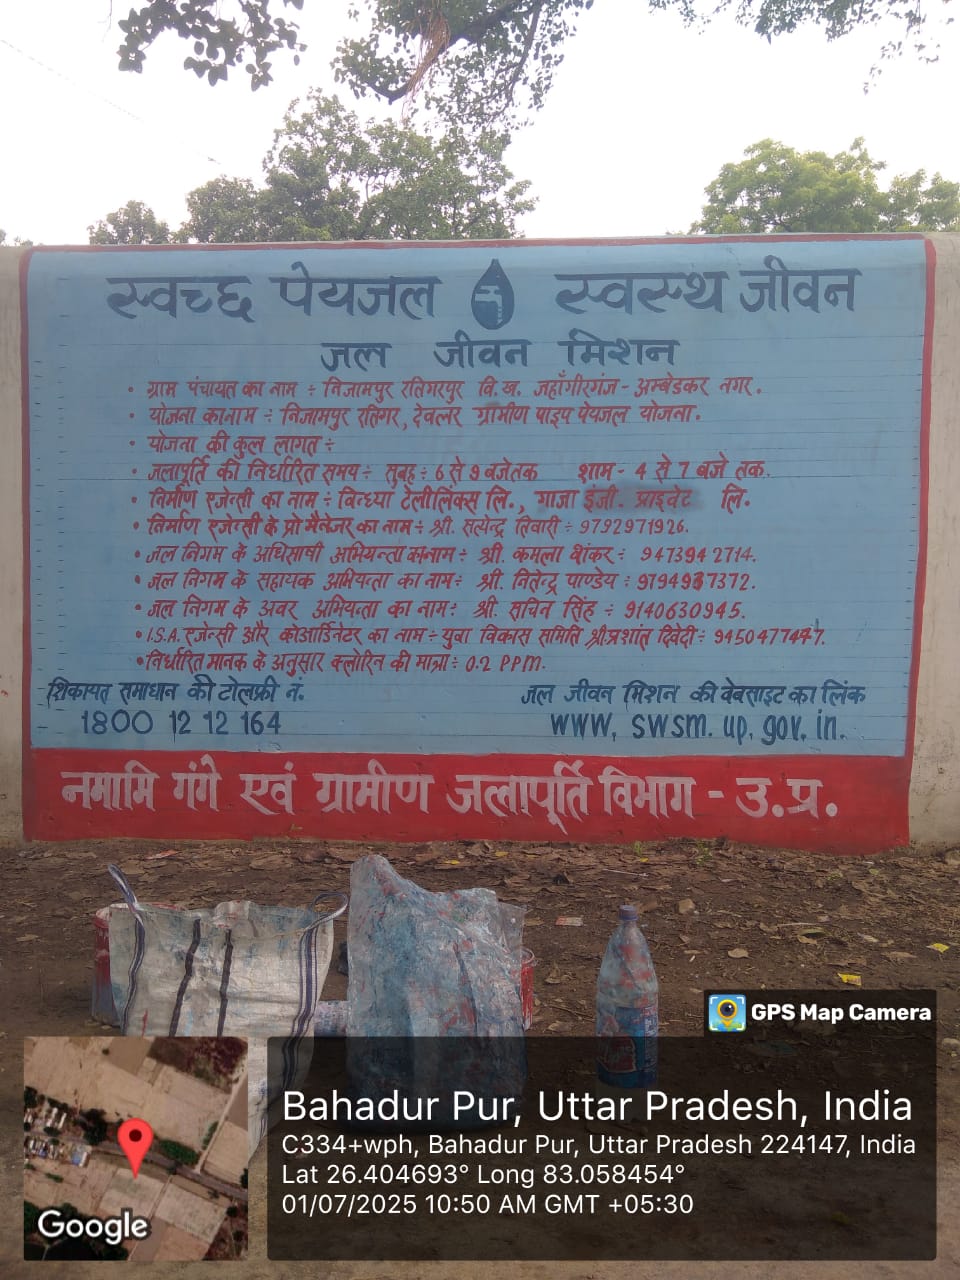 स्वच्छ पेयजल स्वस्थ जीवन
जल जीवन मिशन
• ग्राम पंचायत का नाम ÷ निजामपुर रतिगरपुर वि.ख. जहाँगीरगंज - अम्बेडकर नगर.
• योजना का नाम ÷ निजामपुर रतिगर, देवलर ग्रामीण पाइप पेयजल योजना.
• योजना की कुल लागत ÷
• जलापूर्ति की निर्धारित समय ÷ सुबह ÷ 6 से 9 बजे तक शाम - 4 से 7 बजे तक.
• निर्माण एजेन्सी का नाम ÷ विन्ध्या टेलीलिंक्स लि., गाजा इंजी. प्राइवेट लि.
• निर्माण एजेन्सी के प्रो मैनेजर का नाम ÷ श्री. सत्येन्द्र तिवारी ÷ 9792971926.
• जल निगम के अधिसाषी अभियन्ता का नाम ÷ श्री. कमला शंकर ÷ 9473942714.
• जल निगम के सहायक अभियन्ता का नाम ÷ श्री. नितेन्द्र पाण्डेय ÷ 9794937372.
• जल निगम के अवर अभियन्ता का नाम ÷ श्री. सचिन सिंह ÷ 9140630945.
• I.S.A. एजेन्सी और कोआर्डिनेटर का नाम ÷ युवा विकास समिति श्री प्रशांत द्विवेदी ÷ 9450477447.
• निर्धारित मानक के अनुसार क्लोरिन की मात्रा ÷ 0.2 PPM.
शिकायत समाधान की टोलफ्री नं. जल जीवन मिशन की वेबसाइट का लिंक
1800 12 12 164 www. swsm. up. gov. in.
नमामि गंगे एवं ग्रामीण जलापूर्ति विभाग - उ.प्र.
GPS Map Camera
Bahadur Pur, Uttar Pradesh, India
C334+wph, Bahadur Pur, Uttar Pradesh 224147, India
Lat 26.404693° Long 83.058454°
01/07/2025 10:50 AM GMT +05:30
Google